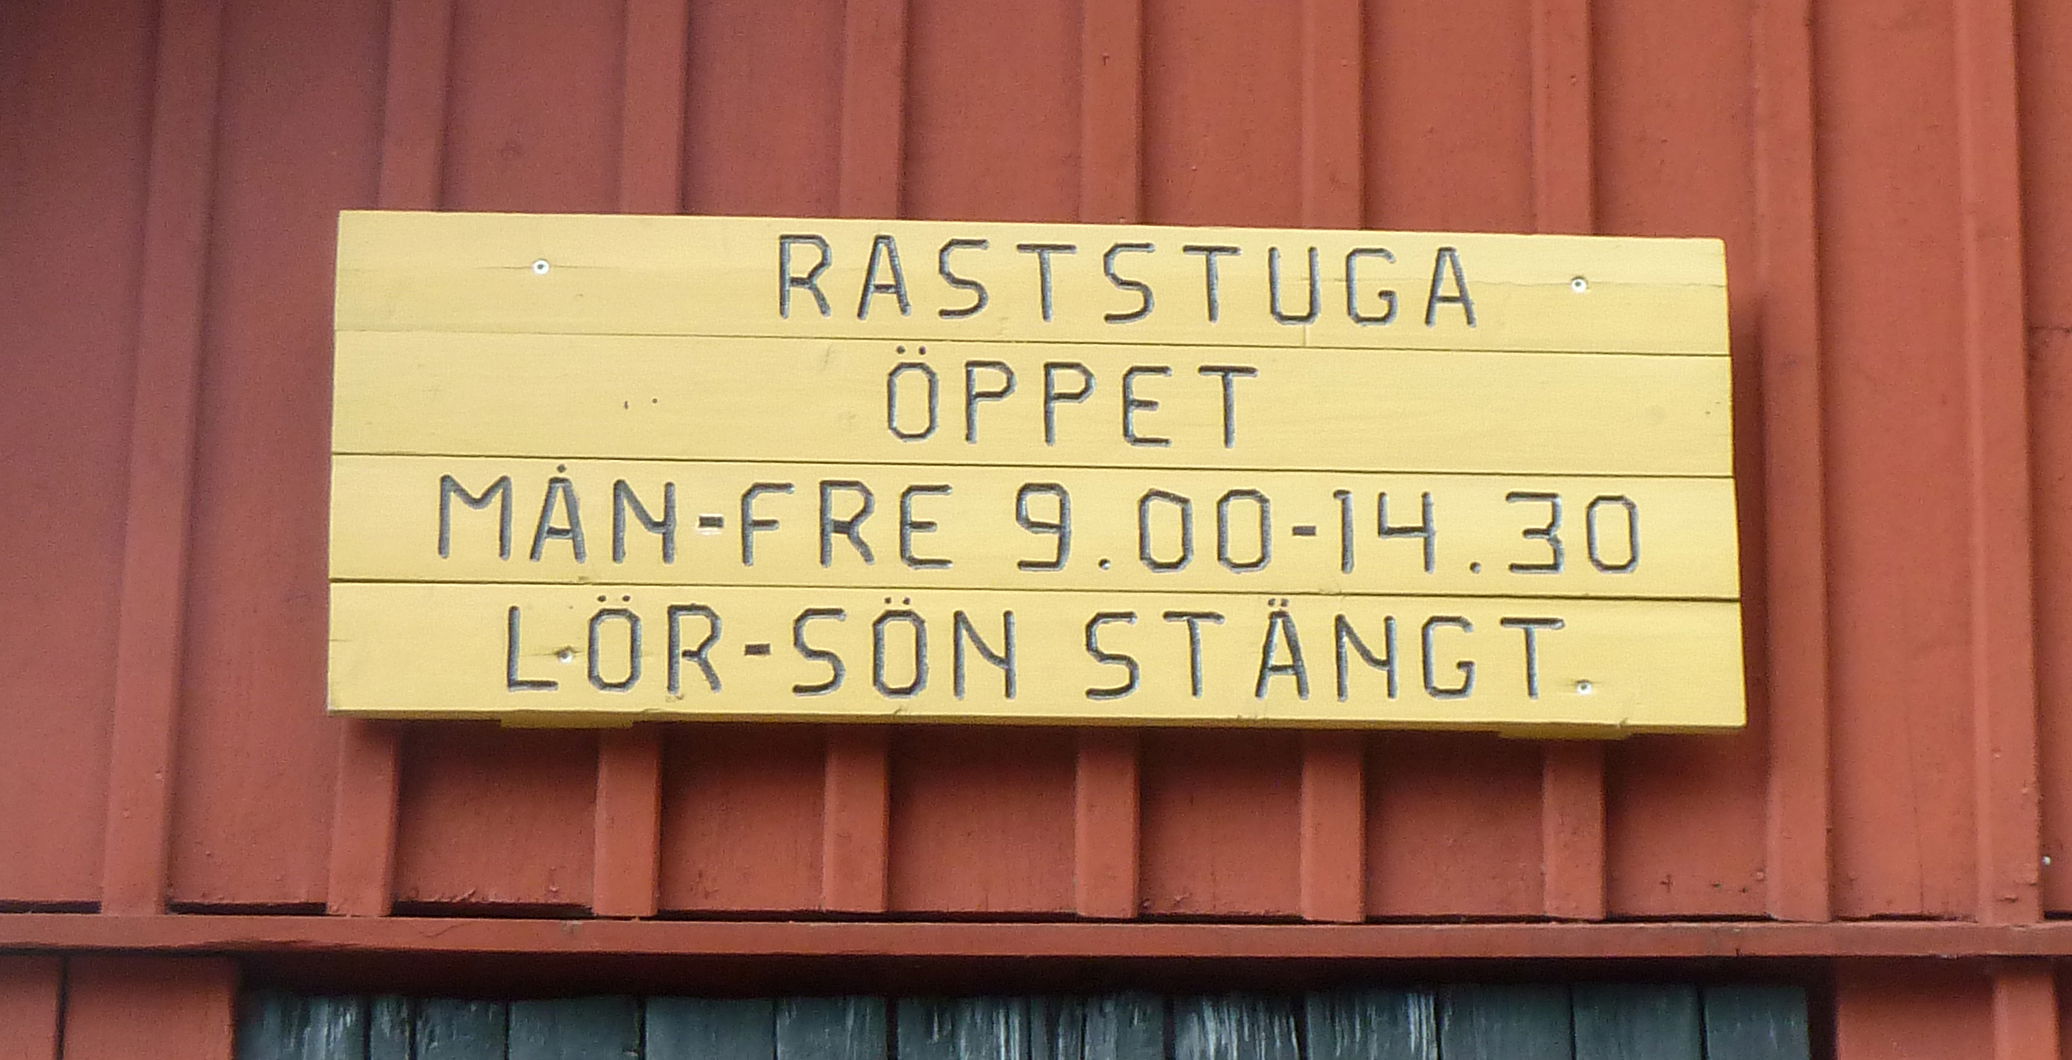 RASTSTUGA
ÖPPET
MÅN-FRE 9.00-14.30
LÖR-SÖN STÄNGT